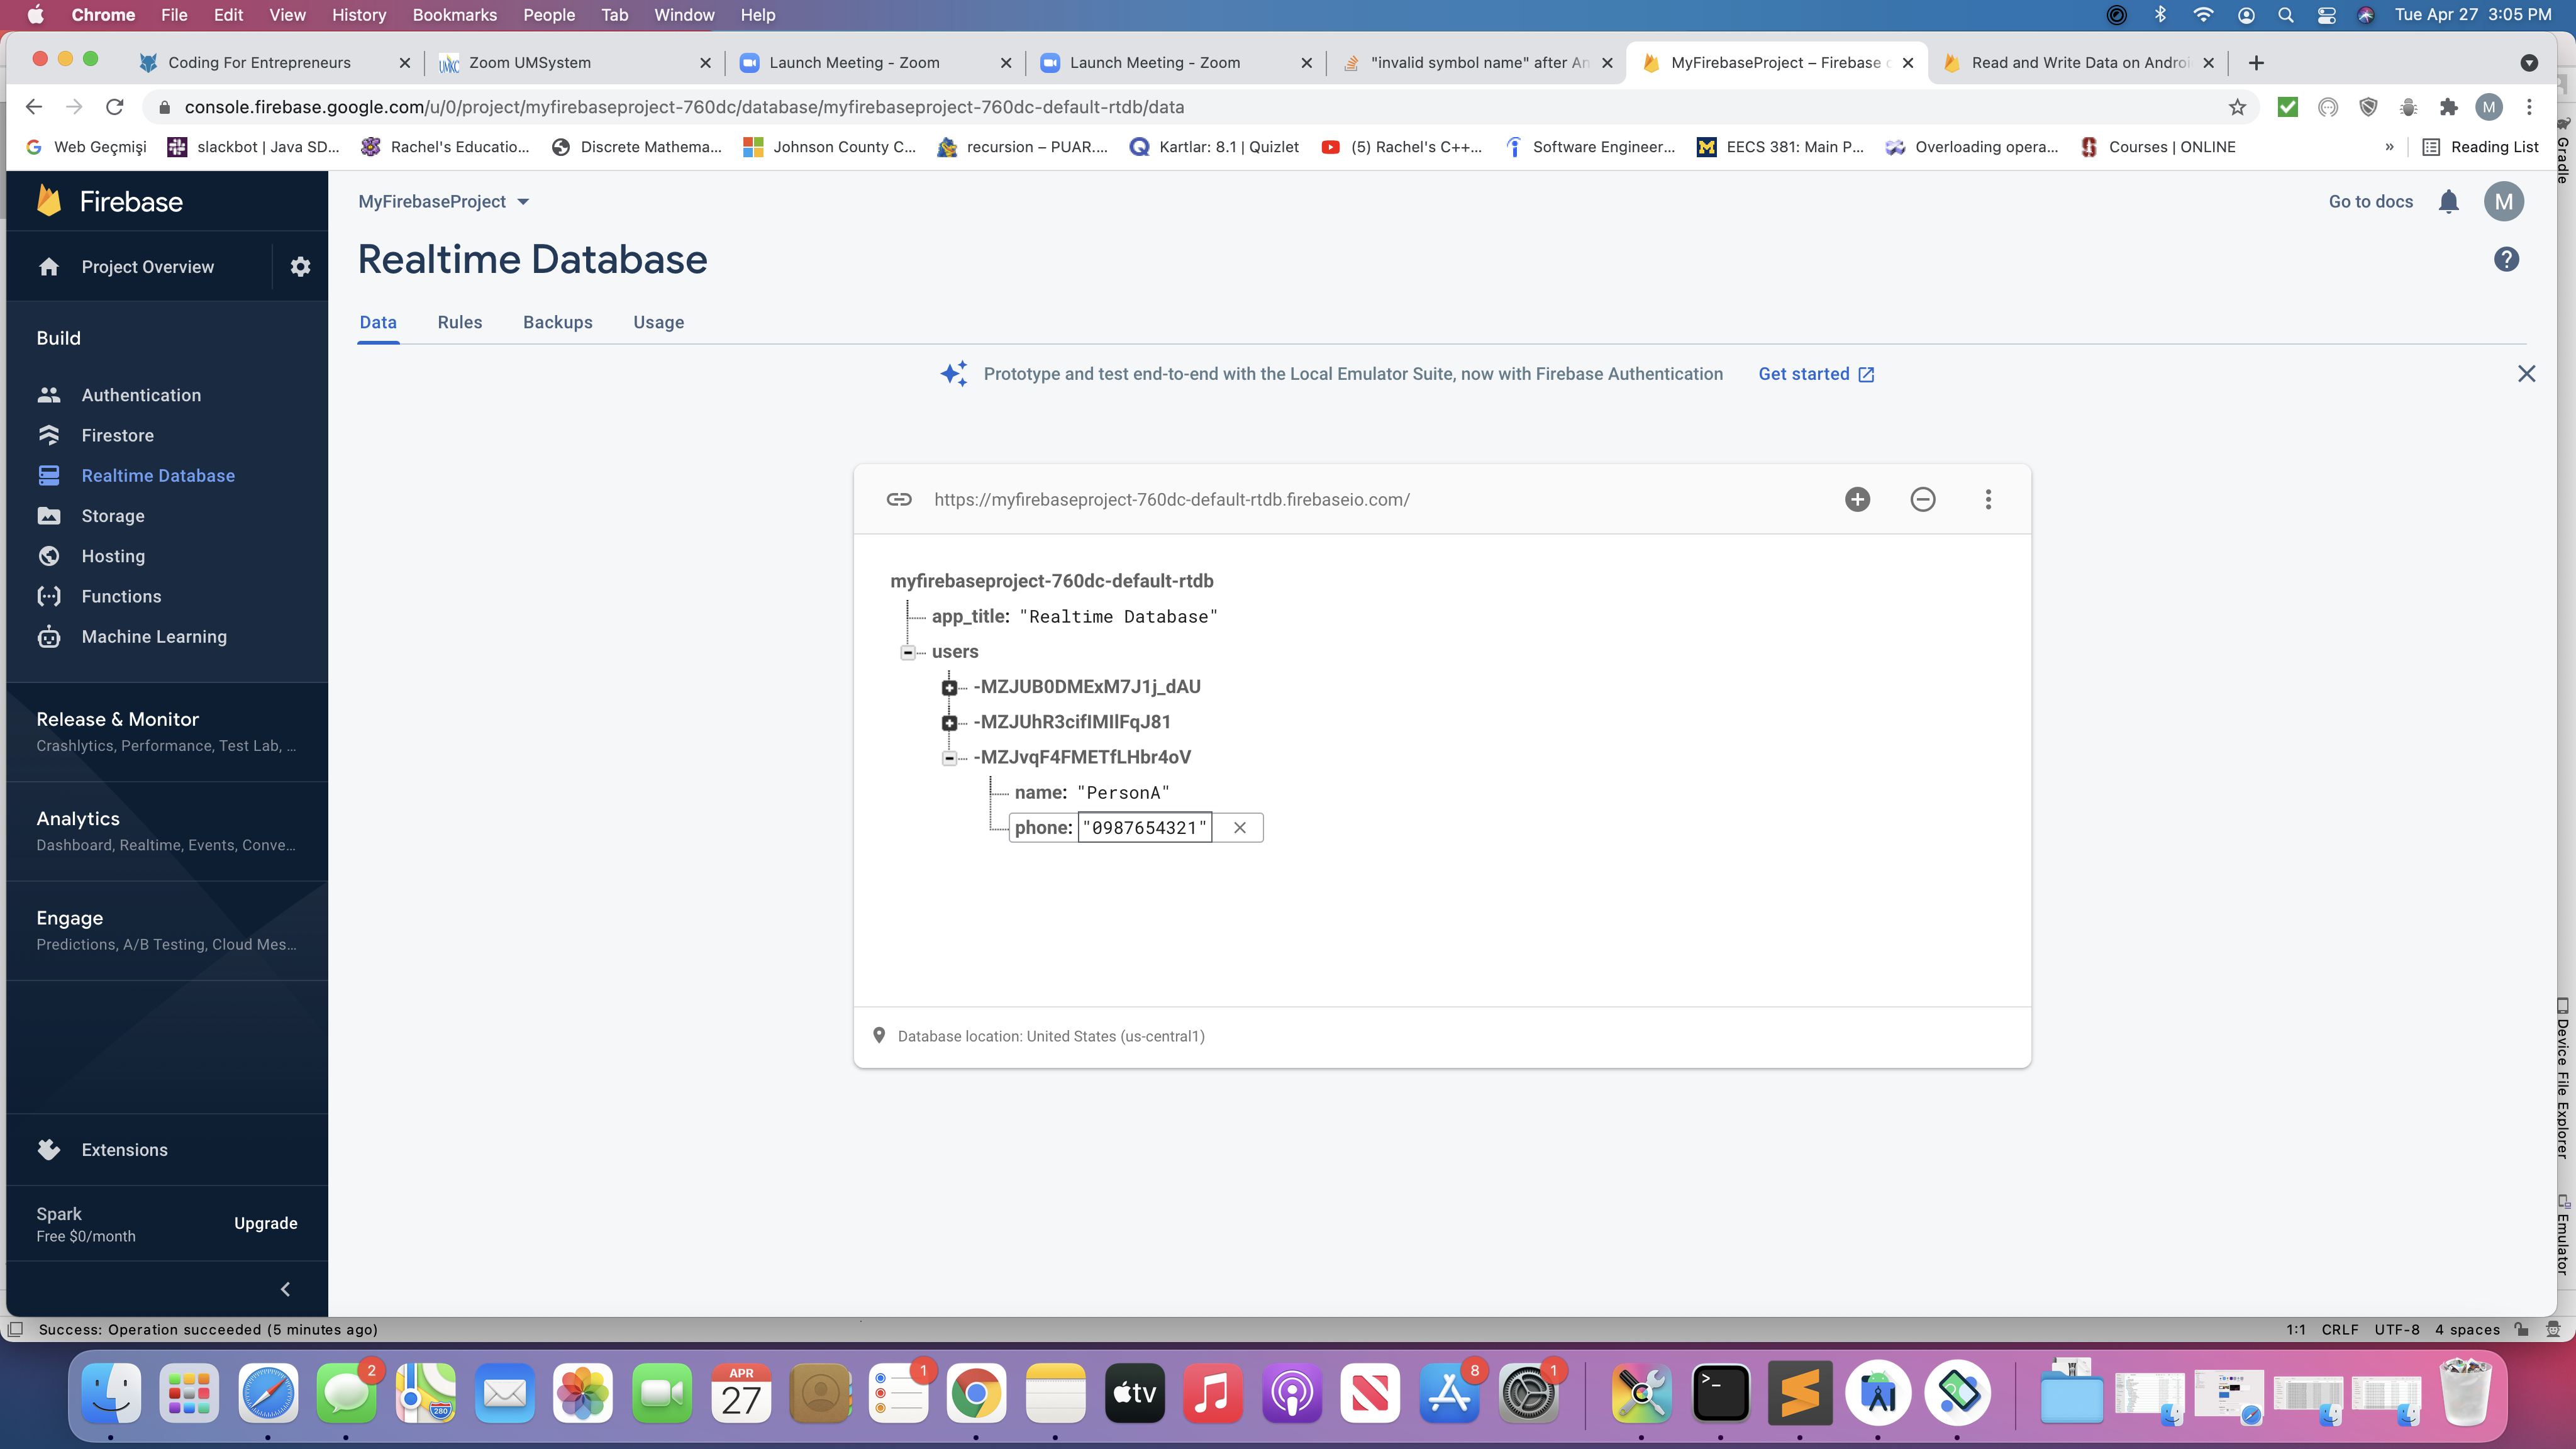 Chrome File Edit View History Bookmarks People Tab Window Help Tue Apr 27 3:05 PM
Coding For Entrepreneurs Zoom UMSystem Launch Meeting - Zoom Launch Meeting - Zoom "invalid symbol name" after An MyFirebaseProject – Firebase c Read and Write Data on Androi
console.firebase.google.com/u/0/project/myfirebaseproject-760dc/database/myfirebaseproject-760dc-default-rtdb/data M
Web Geçmişi slackbot | Java SD... Rachel's Educatio... Discrete Mathema... Johnson County C... recursion – PUAR.... Kartlar: 8.1 | Quizlet (5) Rachel's C++... Software Engineer... EECS 381: Main P... Overloading opera... Courses | ONLINE » Reading List
Gradle
Firebase
MyFirebaseProject
Go to docs M
Project Overview
Realtime Database
Data Rules Backups Usage
Build
Prototype and test end-to-end with the Local Emulator Suite, now with Firebase Authentication Get started
Authentication
Firestore
Realtime Database
Storage
Hosting
Functions
Machine Learning
Release & Monitor
Crashlytics, Performance, Test Lab, ...
Analytics
Dashboard, Realtime, Events, Conve...
Engage
Predictions, A/B Testing, Cloud Mes...
Extensions
Spark
Free $0/month
Upgrade
https://myfirebaseproject-760dc-default-rtdb.firebaseio.com/
myfirebaseproject-760dc-default-rtdb
app_title: "Realtime Database"
users
-MZJUB0DMExM7J1j_dAU
-MZJUhR3cifIMIlFqJ81
-MZJvqF4FMETfLHbr4oV
name: "PersonA"
phone: "0987654321"
Database location: United States (us-central1)
Device File Explorer
Emulator
Success: Operation succeeded (5 minutes ago) 1:1 CRLF UTF-8 4 spaces
2 280 APR 27 1 tv 8 1